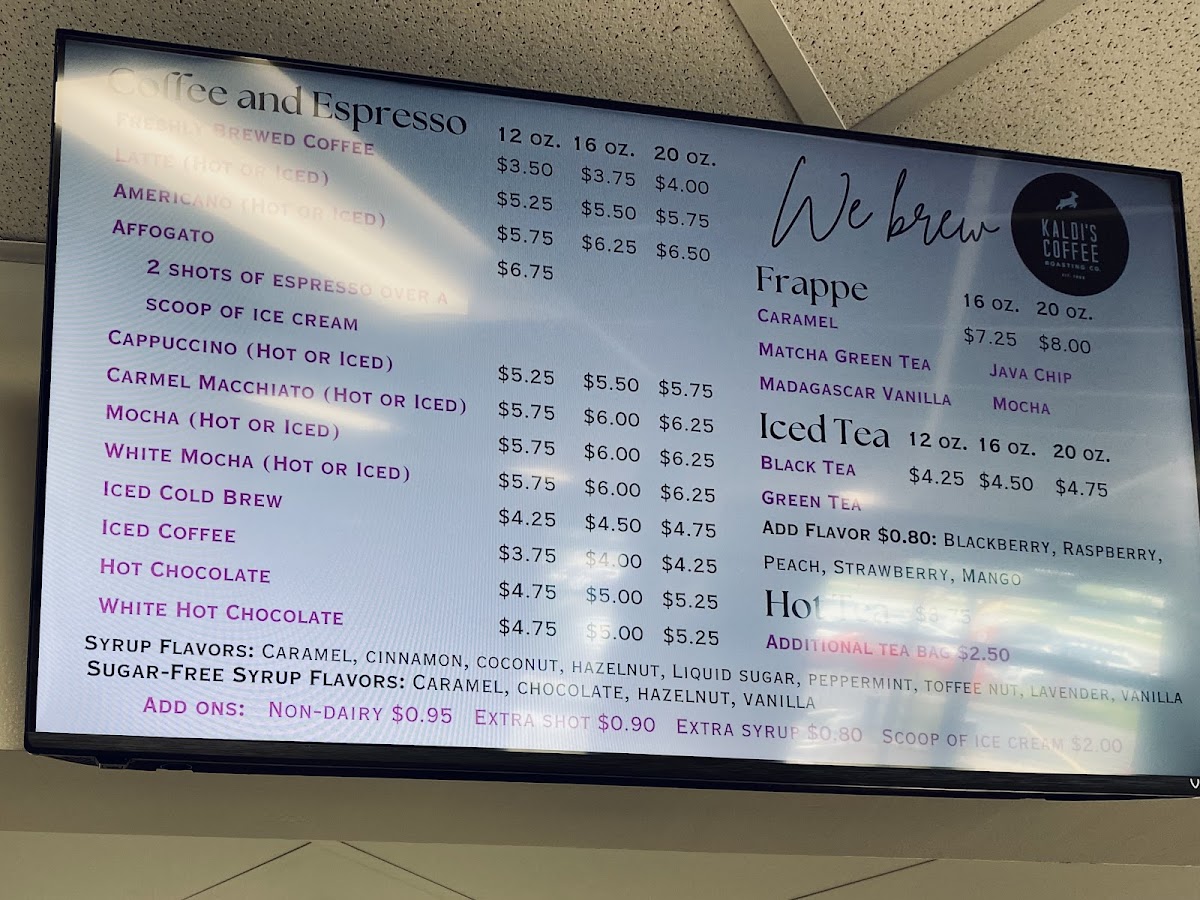 Coffee and Espresso
12 oz. 16 oz. 20 oz.
Freshly Brewed Coffee $3.50 $3.75 $4.00
Latte (Hot or Iced) $5.25 $5.50 $5.75
Americano (Hot or Iced) $5.75 $6.25 $6.50
Affogato $6.75
2 shots of espresso over a
scoop of ice cream
Cappuccino (Hot or Iced) $5.25 $5.50 $5.75
Carmel Macchiato (Hot or Iced) $5.75 $6.00 $6.25
Mocha (Hot or Iced) $5.75 $6.00 $6.25
White Mocha (Hot or Iced) $5.75 $6.00 $6.25
Iced Cold Brew $4.25 $4.50 $4.75
Iced Coffee $3.75 $4.00 $4.25
Hot Chocolate $4.75 $5.00 $5.25
White Hot Chocolate $4.75 $5.00 $5.25
We brew
KALDI'S
COFFEE
ROASTING CO.
Frappe 16 oz. 20 oz.
Caramel $7.25 $8.00
Matcha Green Tea Java Chip
Madagascar Vanilla Mocha
Iced Tea 12 oz. 16 oz. 20 oz.
Black Tea $4.25 $4.50 $4.75
Green Tea
Add Flavor $0.80: Blackberry, Raspberry,
Peach, Strawberry, Mango
Hot Tea $3.75
Additional tea bag $2.50
Syrup Flavors: Caramel, cinnamon, coconut, hazelnut, Liquid sugar, peppermint, toffee nut, lavender, vanilla
Sugar-Free Syrup Flavors: Caramel, chocolate, hazelnut, vanilla
Add ons: Non-dairy $0.95 Extra shot $0.90 Extra syrup $0.80 Scoop of ice cream $2.00